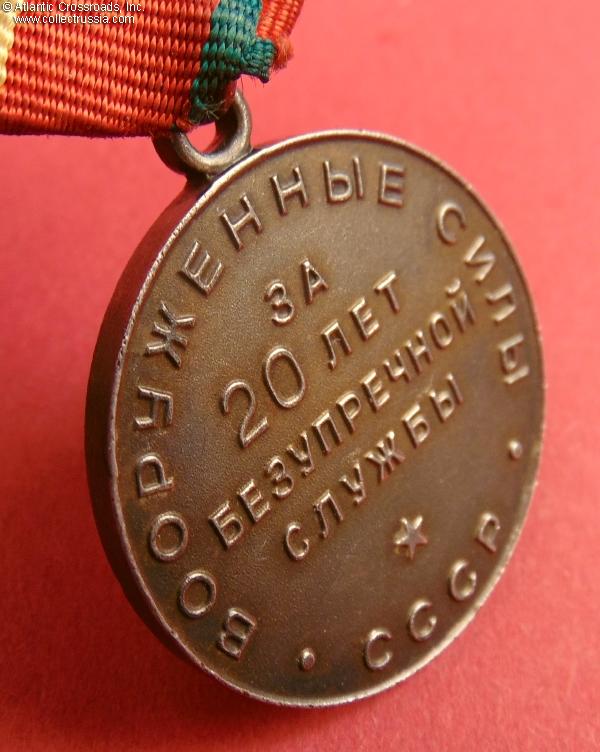 © Atlantic Crossroads, Inc.
www.collectrussia.com
ВООРУЖЕННЫЕ СИЛЫ
· СССР ·
ЗА
20 ЛЕТ
БЕЗУПРЕЧНОЙ
СЛУЖБЫ